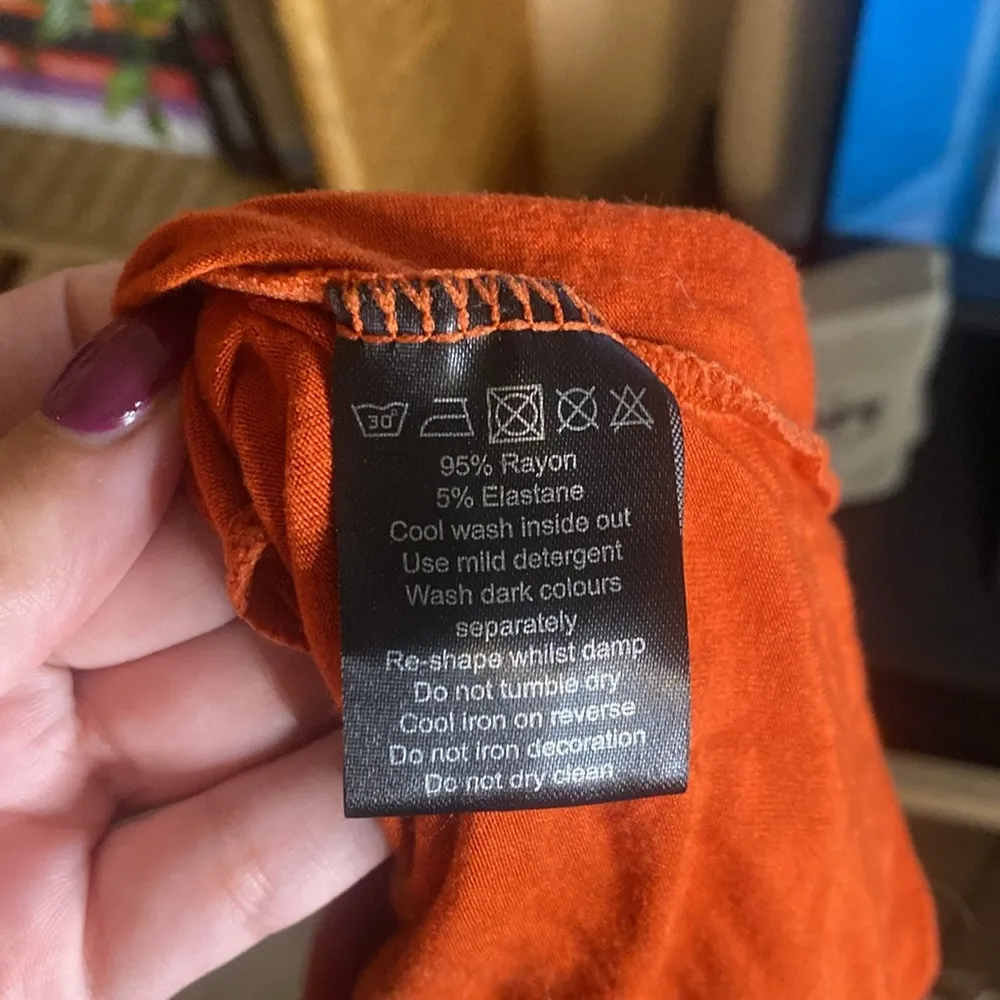 30°
95% Rayon
5% Elastane
Cool wash inside out
Use mild detergent
Wash dark colours
separately
Re-shape whilst damp
Do not tumble dry
Cool iron on reverse
Do not iron decoration
Do not dry clean